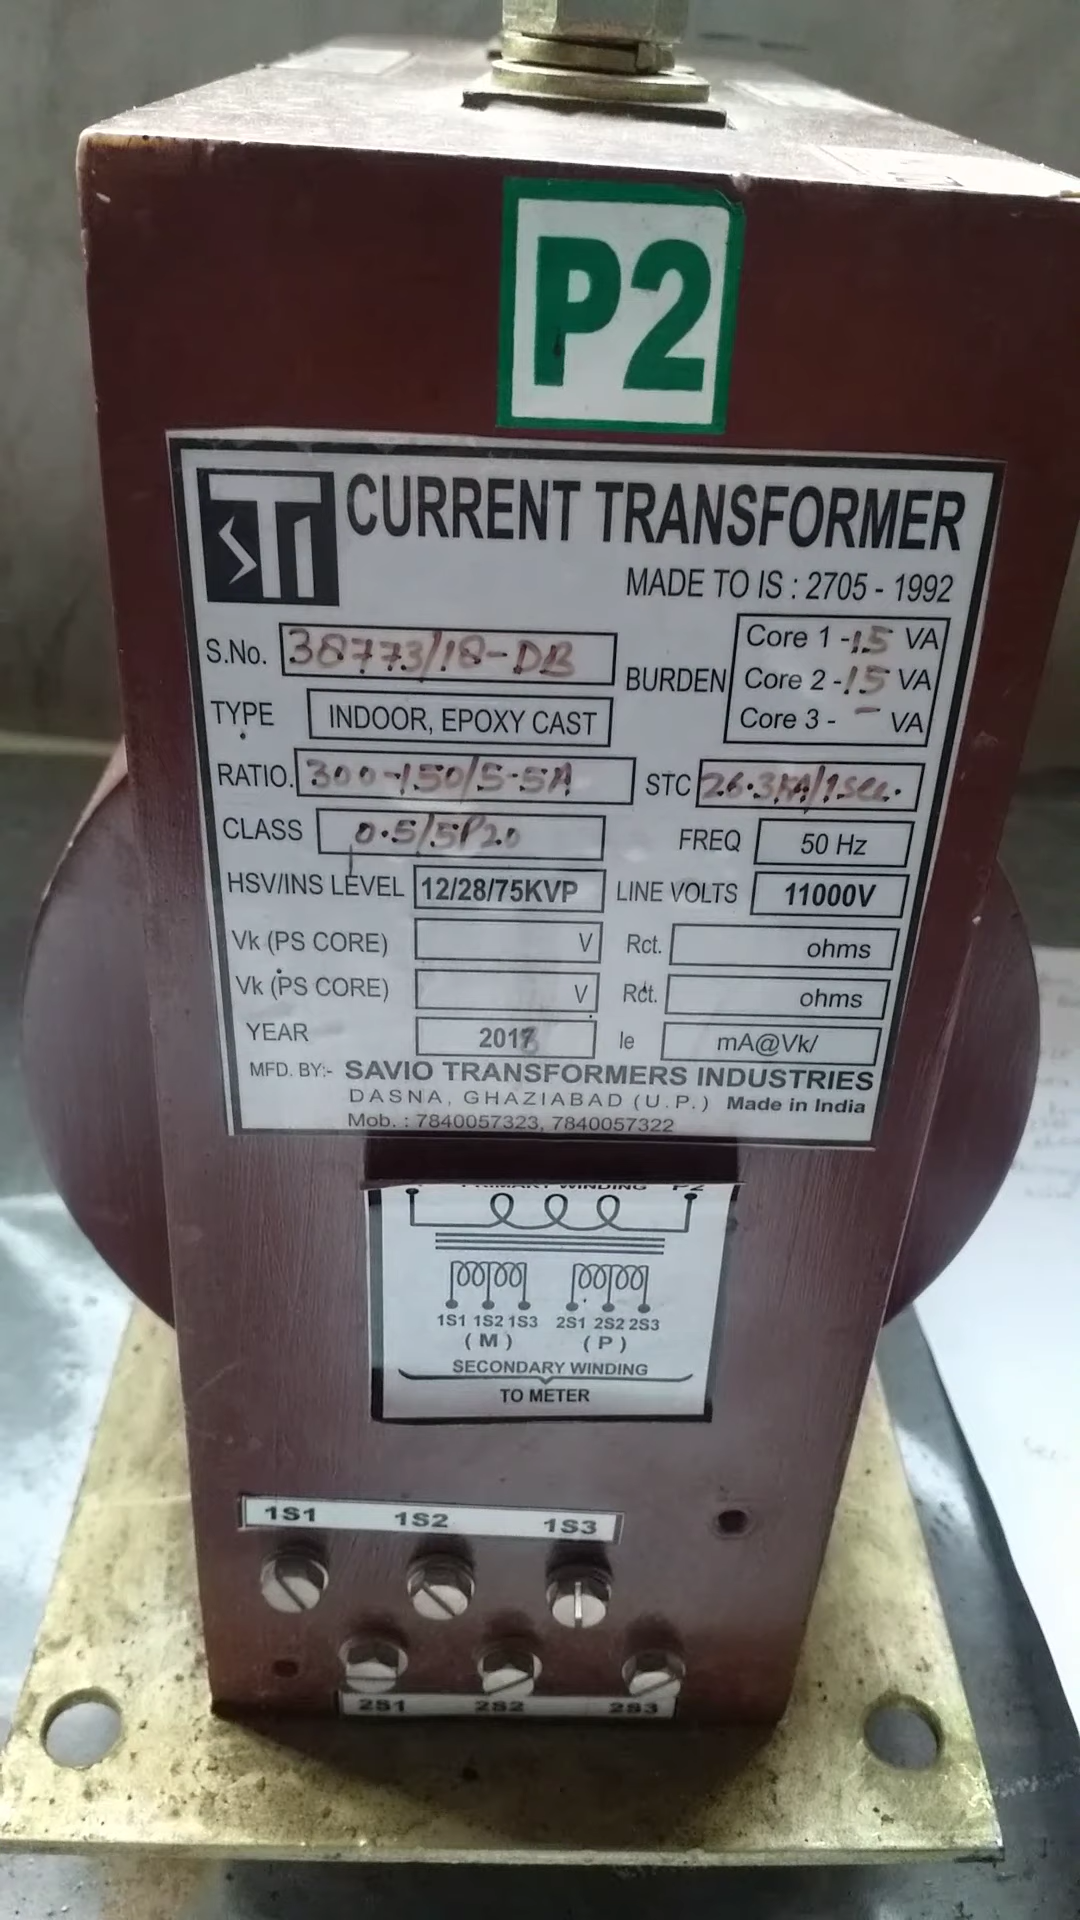 P2
STI CURRENT TRANSFORMER
MADE TO IS : 2705 - 1992
S.No. 38773/18-DB
BURDEN
Core 1 -15 VA
Core 2 -15 VA
Core 3 - - VA
TYPE INDOOR, EPOXY CAST
RATIO. 300-150/5-5A STC 26.3KA/1Sec.
CLASS 0.5/5P20 FREQ 50 Hz
HSV/INS LEVEL 12/28/75KVP LINE VOLTS 11000V
Vk (PS CORE) V Rct. ohms
Vk (PS CORE) V Rct. ohms
YEAR 2018 Ie mA@Vk/
MFD. BY:- SAVIO TRANSFORMERS INDUSTRIES
DASNA, GHAZIABAD (U.P.) Made in India
Mob. : 7840057323, 7840057322
PRIMARY WINDING P2
1S1 1S2 1S3 2S1 2S2 2S3
(M) (P)
SECONDARY WINDING
TO METER
1S1 1S2 1S3
2S1 2S2 2S3